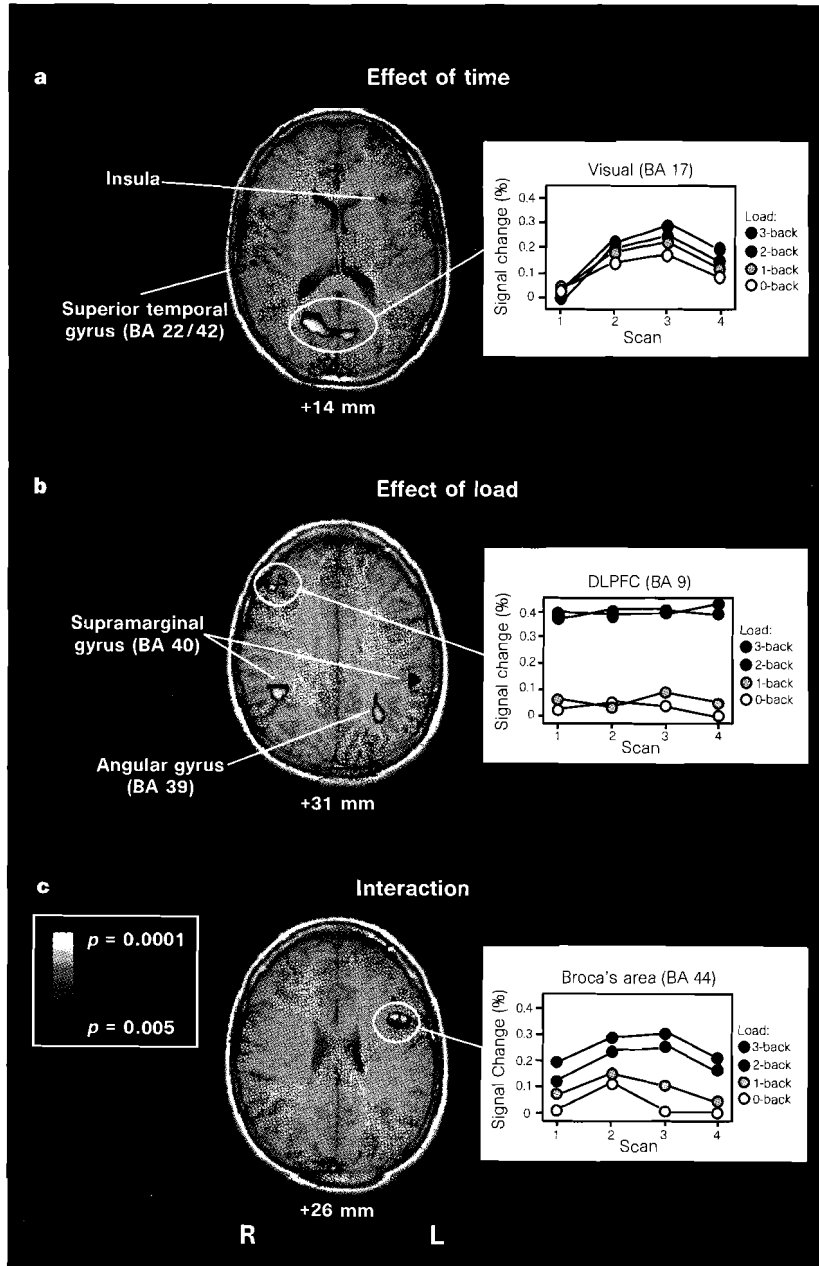 a
Effect of time
Insula
Superior temporal
gyrus (BA 22/42)
+14 mm
Visual (BA 17)
Signal change (%)
0.4
0.3
0.2
0.1
0
1
2
3
4
Scan
Load:
3-back
2-back
1-back
0-back
b
Effect of load
Supramarginal
gyrus (BA 40)
Angular gyrus
(BA 39)
+31 mm
DLPFC (BA 9)
Signal change (%)
0.4
0.3
0.2
0.1
0
1
2
3
4
Scan
Load:
3-back
2-back
1-back
0-back
c
Interaction
p = 0.0001
p = 0.005
+26 mm
R
L
Broca's area (BA 44)
Signal Change (%)
0.4
0.3
0.2
0.1
0
1
2
3
4
Scan
Load:
3-back
2-back
1-back
0-back